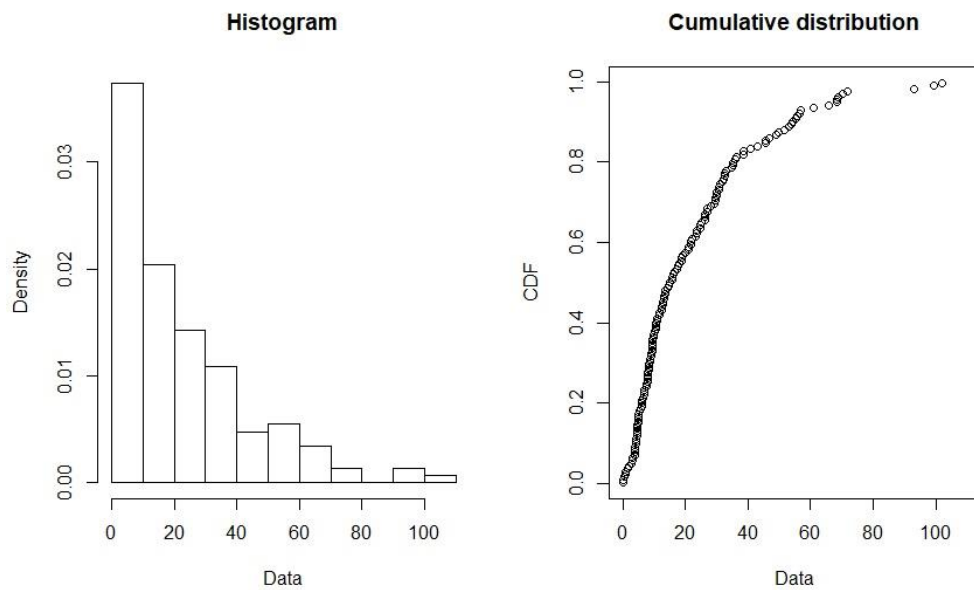 Histogram
Density
0.00 0.01 0.02 0.03
0 20 40 60 80 100
Data
Cumulative distribution
CDF
0.0 0.2 0.4 0.6 0.8 1.0
0 20 40 60 80 100
Data